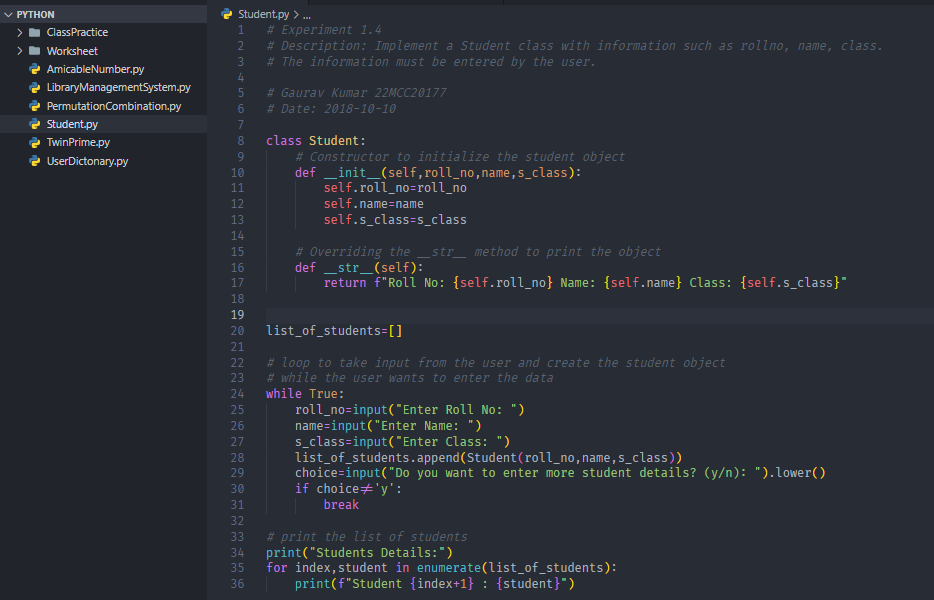 PYTHON
ClassPractice
Worksheet
AmicableNumber.py
LibraryManagementSystem.py
PermutationCombination.py
Student.py
TwinPrime.py
UserDictonary.py
Student.py > ...
1 # Experiment 1.4
2 # Description: Implement a Student class with information such as rollno, name, class.
3 # The information must be entered by the user.
4
5 # Gaurav Kumar 22MCC20177
6 # Date: 2018-10-10
7
8 class Student:
9     # Constructor to initialize the student object
10     def __init__(self,roll_no,name,s_class):
11         self.roll_no=roll_no
12         self.name=name
13         self.s_class=s_class
14
15     # Overriding the __str__ method to print the object
16     def __str__(self):
17         return f"Roll No: {self.roll_no} Name: {self.name} Class: {self.s_class}"
18
19
20 list_of_students=[]
21
22 # loop to take input from the user and create the student object
23 # while the user wants to enter the data
24 while True:
25     roll_no=input("Enter Roll No: ")
26     name=input("Enter Name: ")
27     s_class=input("Enter Class: ")
28     list_of_students.append(Student(roll_no,name,s_class))
29     choice=input("Do you want to enter more student details? (y/n): ").lower()
30     if choice≠'y':
31         break
32
33 # print the list of students
34 print("Students Details:")
35 for index,student in enumerate(list_of_students):
36     print(f"Student {index+1} : {student}")